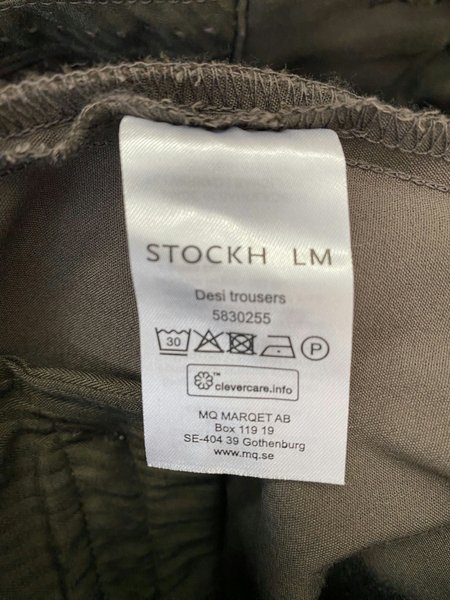 STOCKH LM
Desi trousers
5830255
30 P
clevercare.info
MQ MARQET AB
Box 119 19
SE-404 39 Gothenburg
www.mq.se